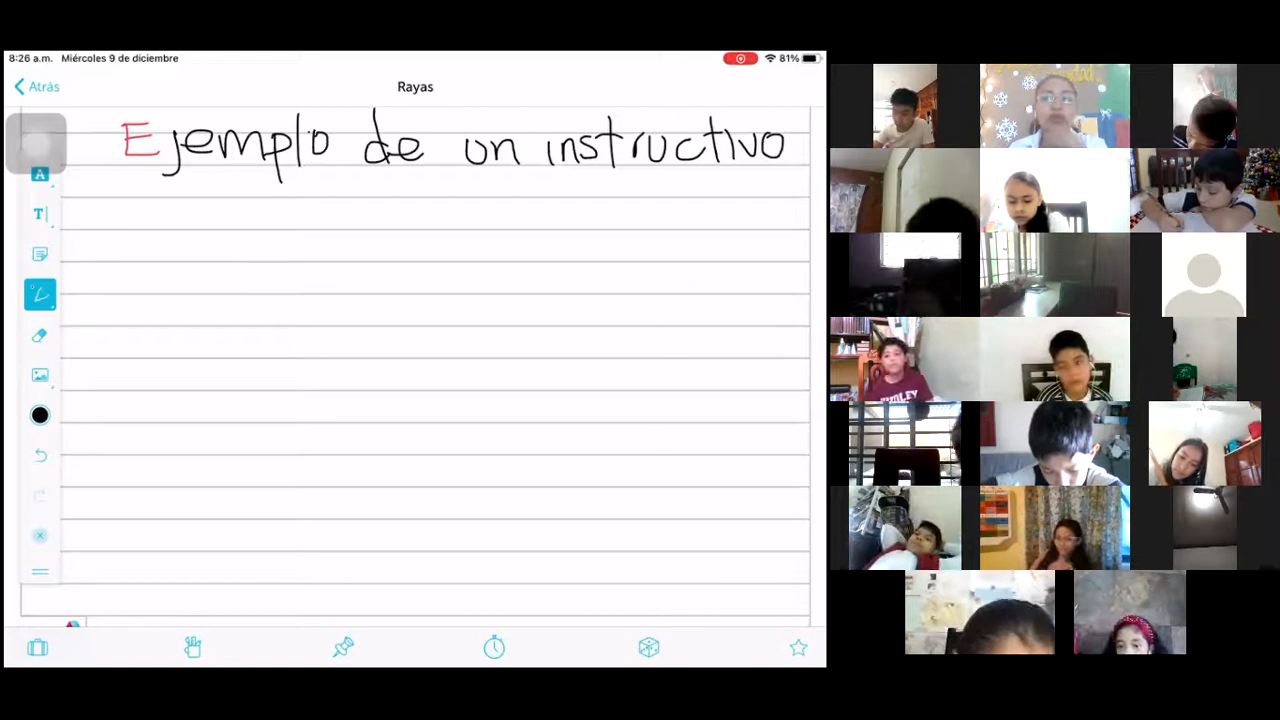 8:26 a.m. Miércoles 9 de diciembre 81%
Atrás
Rayas
Ejemplo de un instructivo
A
T